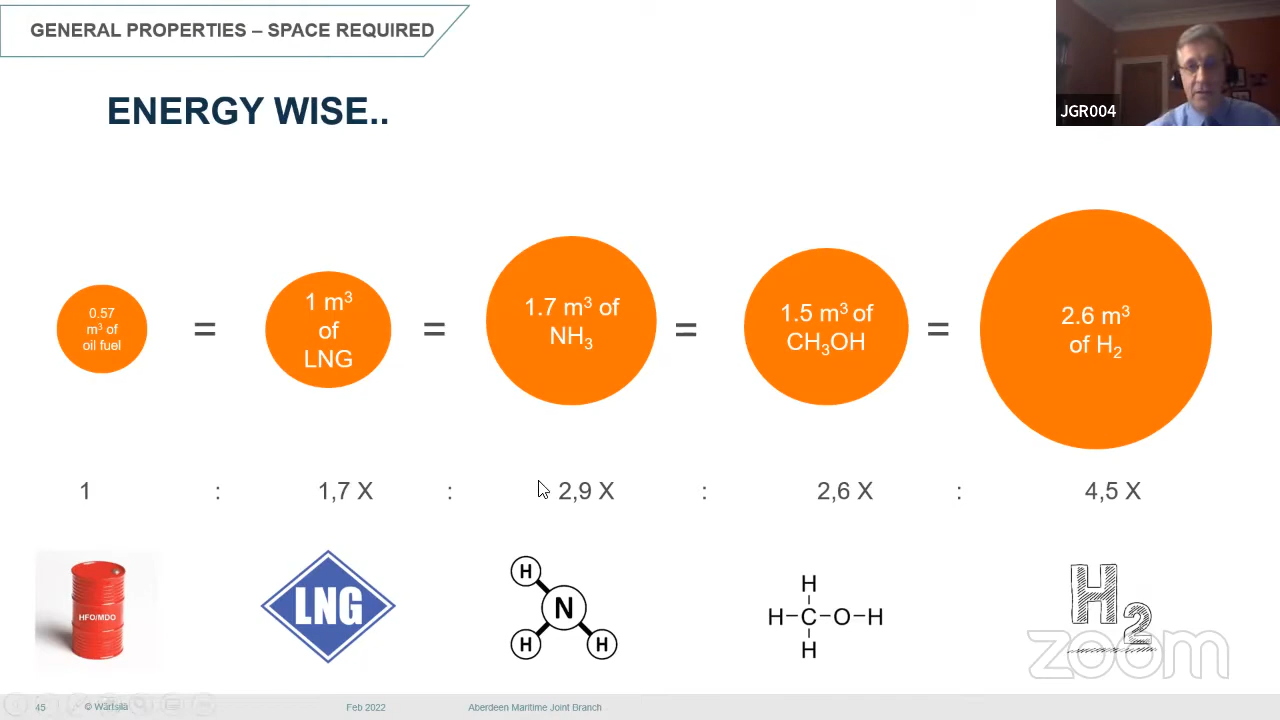 GENERAL PROPERTIES – SPACE REQUIRED
JGR004
ENERGY WISE..
0.57
m³ of
oil fuel
=
1 m³
of
LNG
=
1.7 m³ of
NH₃
=
1.5 m³ of
CH₃OH
=
2.6 m³
of H₂
1 : 1,7 X : 2,9 X : 2,6 X : 4,5 X
HFO/MDO
LNG
H
N
H H
H
H–C–O–H
H
H₂
zoom
45 © Wärtsilä Feb 2022 Aberdeen Maritime Joint Branch